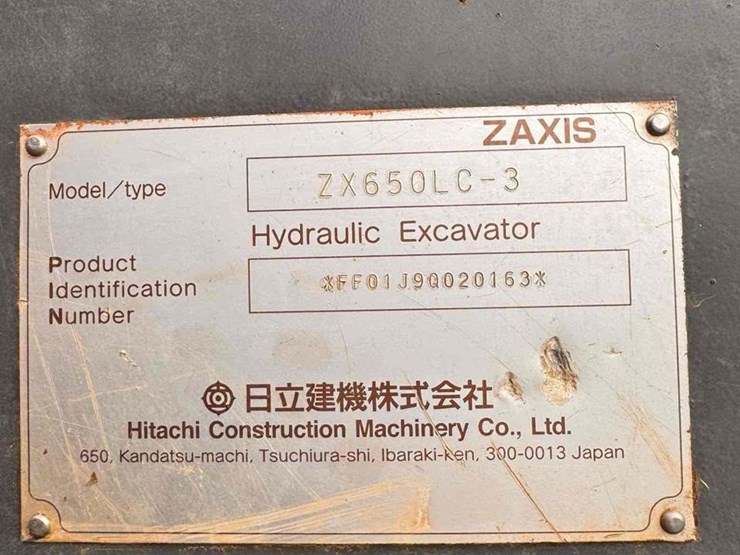 ZAXIS
Model/type ZX650LC-3
Hydraulic Excavator
Product
Identification
Number
*FF01J9Q020163*
日立建機株式会社
Hitachi Construction Machinery Co., Ltd.
650, Kandatsu-machi, Tsuchiura-shi, Ibaraki-ken, 300-0013 Japan